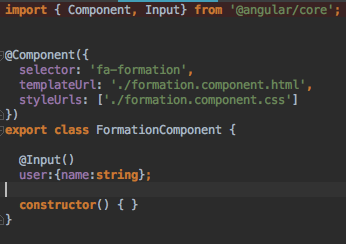 import { Component, Input} from '@angular/core';
@Component({
selector: 'fa-formation',
templateUrl: './formation.component.html',
styleUrls: ['./formation.component.css']
})
export class FormationComponent {
@Input()
user:{name:string};
constructor() { }
}